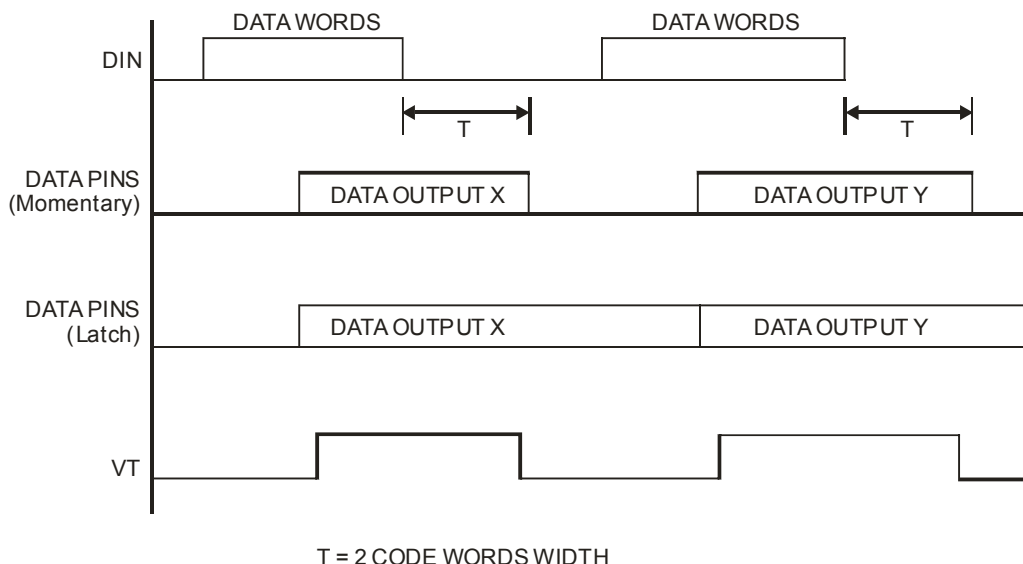 DATA WORDS DATA WORDS
DIN
T T
DATA PINS
(Momentary)
DATA OUTPUT X DATA OUTPUT Y
DATA PINS
(Latch)
DATA OUTPUT X DATA OUTPUT Y
VT
T = 2 CODE WORDS WIDTH